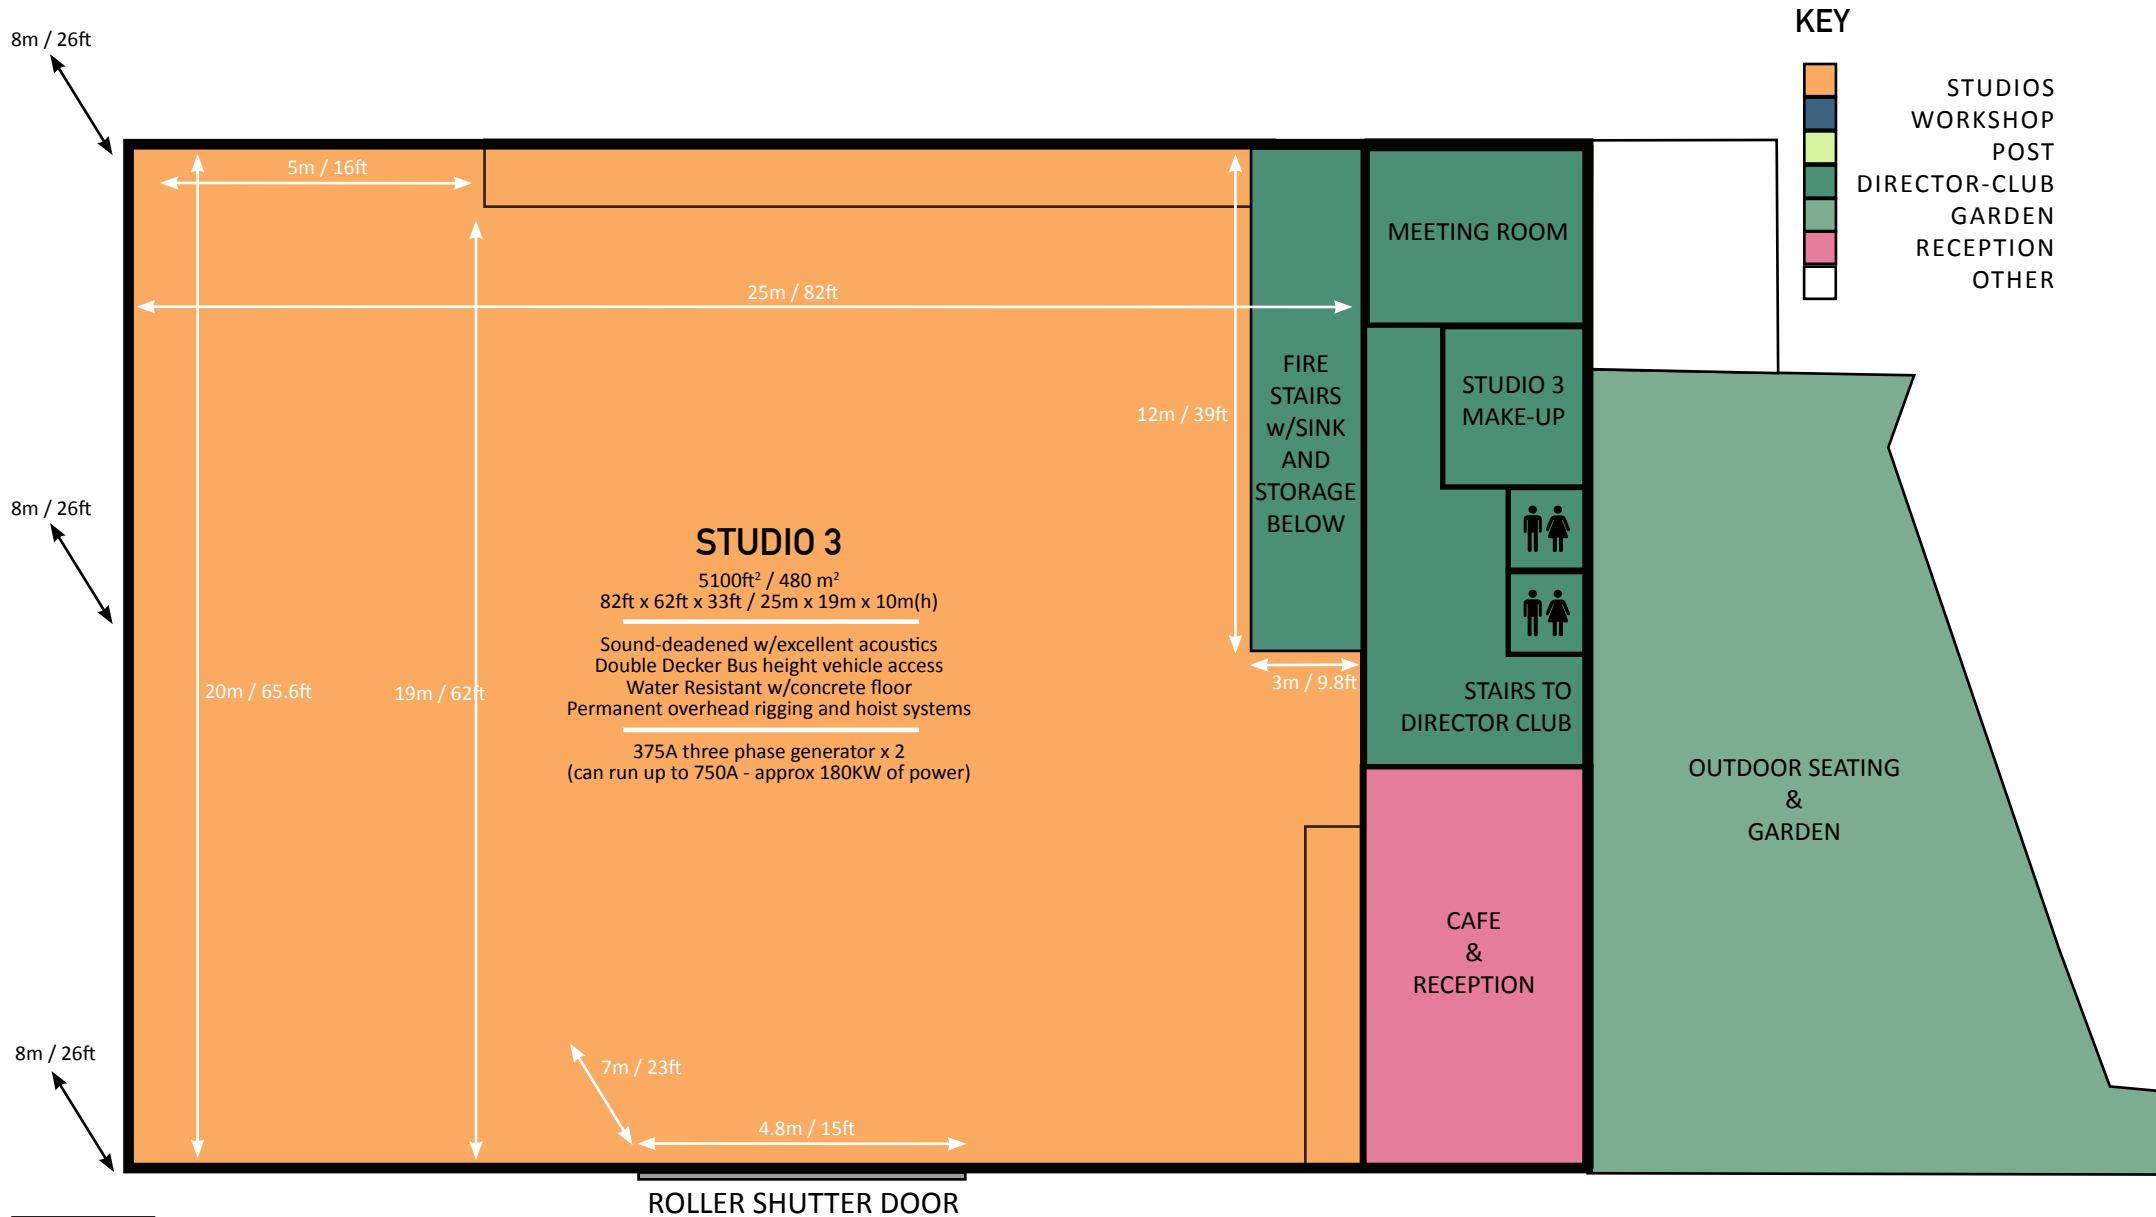 KEY
STUDIOS
WORKSHOP
POST
DIRECTOR-CLUB
GARDEN
RECEPTION
OTHER
8m / 26ft
5m / 16ft
MEETING ROOM
25m / 82ft
FIRE
STAIRS
w/SINK
AND
STORAGE
BELOW
12m / 39ft
STUDIO 3
MAKE-UP
8m / 26ft
STUDIO 3
5100ft² / 480 m²
82ft x 62ft x 33ft / 25m x 19m x 10m(h)
Sound-deadened w/excellent acoustics
Double Decker Bus height vehicle access
Water Resistant w/concrete floor
Permanent overhead rigging and hoist systems
375A three phase generator x 2
(can run up to 750A - approx 180KW of power)
20m / 65.6ft
19m / 62ft
3m / 9.8ft
STAIRS TO
DIRECTOR CLUB
OUTDOOR SEATING
&
GARDEN
CAFE
&
RECEPTION
8m / 26ft
7m / 23ft
4.8m / 15ft
ROLLER SHUTTER DOOR